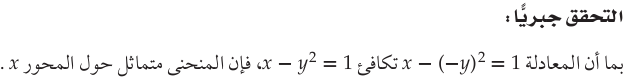 التحقق جبريًّا :
بما أن المعادلة x − (−y)² = 1 تكافئ x − y² = 1، فإن المنحنى متماثل حول المحور x .